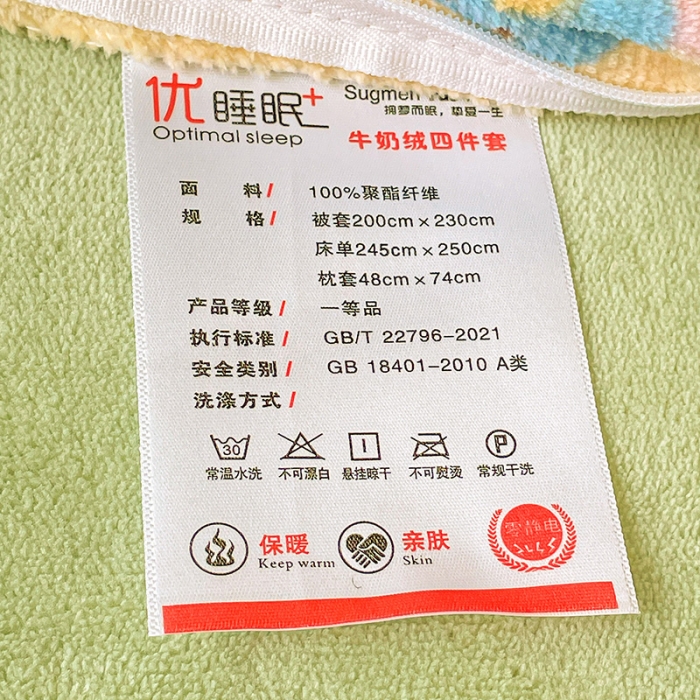 优睡眠+
Optimal sleep
拥梦而眠，挚爱一生
牛奶绒四件套
面料/ 100%聚酯纤维
规格/ 被套200cm×230cm
床单245cm×250cm
枕套48cm×74cm
产品等级/ 一等品
执行标准/ GB/T 22796-2021
安全类别/ GB 18401-2010 A类
洗涤方式/
30
P
常温水洗 不可漂白 悬挂晾干 不可熨烫 常规干洗
保暖 亲肤 零静电
Keep warm Skin